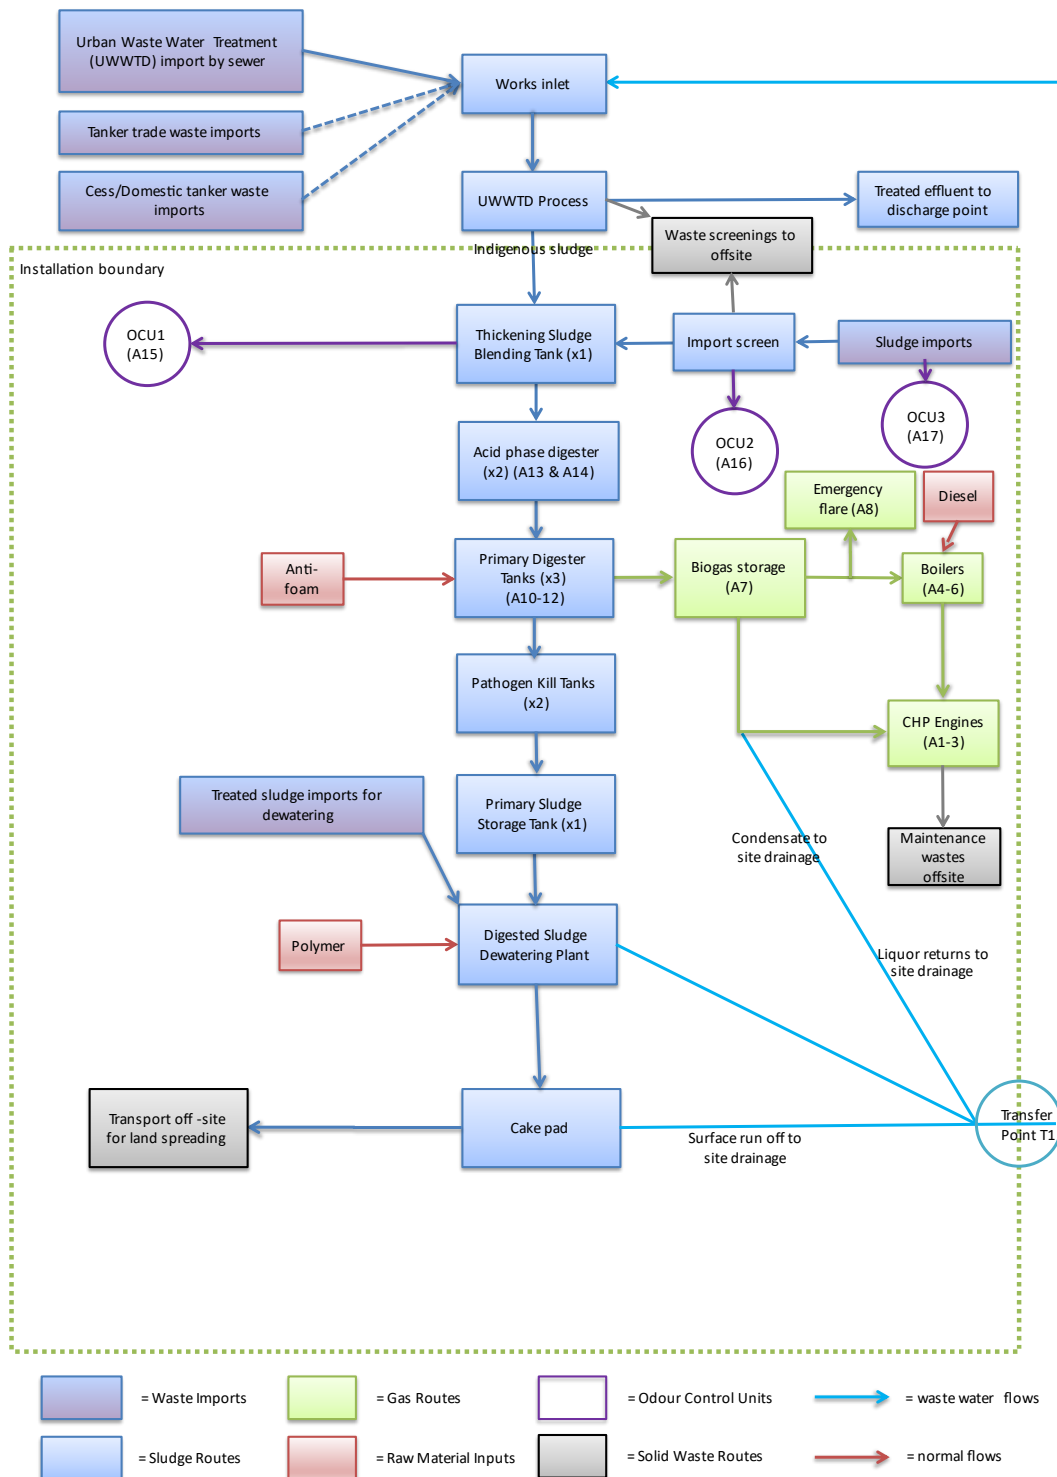 Urban Waste Water Treatment
(UWWTD) import by sewer
Works inlet
Tanker trade waste imports
Cess/Domestic tanker waste
imports
UWWTD Process
Treated effluent to
discharge point
Waste screenings to
offsite
Indigenous sludge
Installation boundary
OCU1
(A15)
Thickening Sludge
Blending Tank (x1)
Import screen
Sludge imports
OCU2
(A16)
OCU3
(A17)
Acid phase digester
(x2) (A13 & A14)
Emergency
flare (A8)
Diesel
Anti-
foam
Primary Digester
Tanks (x3)
(A10-12)
Biogas storage
(A7)
Boilers
(A4-6)
Pathogen Kill Tanks
(x2)
CHP Engines
(A1-3)
Treated sludge imports for
dewatering
Primary Sludge
Storage Tank (x1)
Condensate to
site drainage
Maintenance
wastes
offsite
Polymer
Digested Sludge
Dewatering Plant
Liquor returns to
site drainage
Transport off -site
for land spreading
Cake pad
Surface run off to
site drainage
Transfer
Point T1
= Waste Imports
= Gas Routes
= Odour Control Units
= waste water flows
= Sludge Routes
= Raw Material Inputs
= Solid Waste Routes
= normal flows